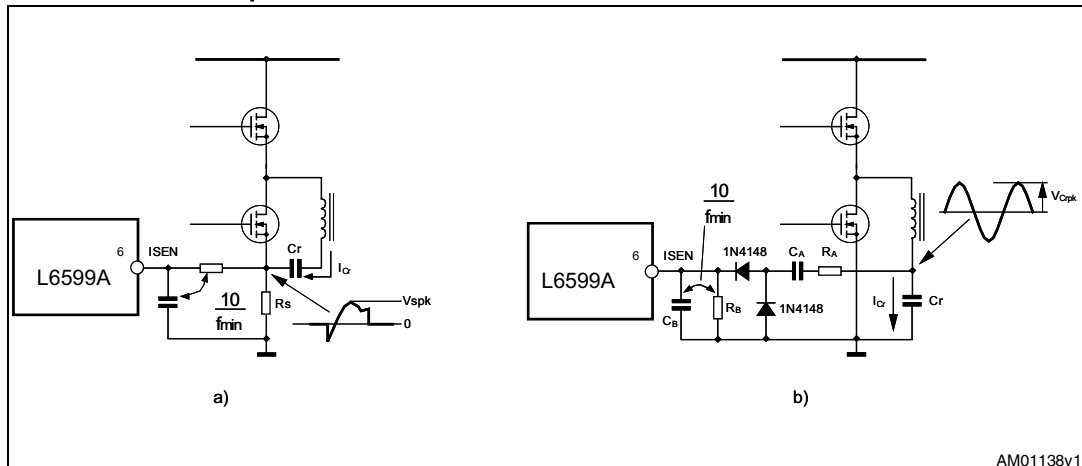 L6599A
6
ISEN
10
fmin
Cr
ICr
Rs
Vspk
0
a)
L6599A
6
ISEN
10
fmin
1N4148
CA
RA
CB
RB
1N4148
ICr
Cr
VCrpk
b)
AM01138v1